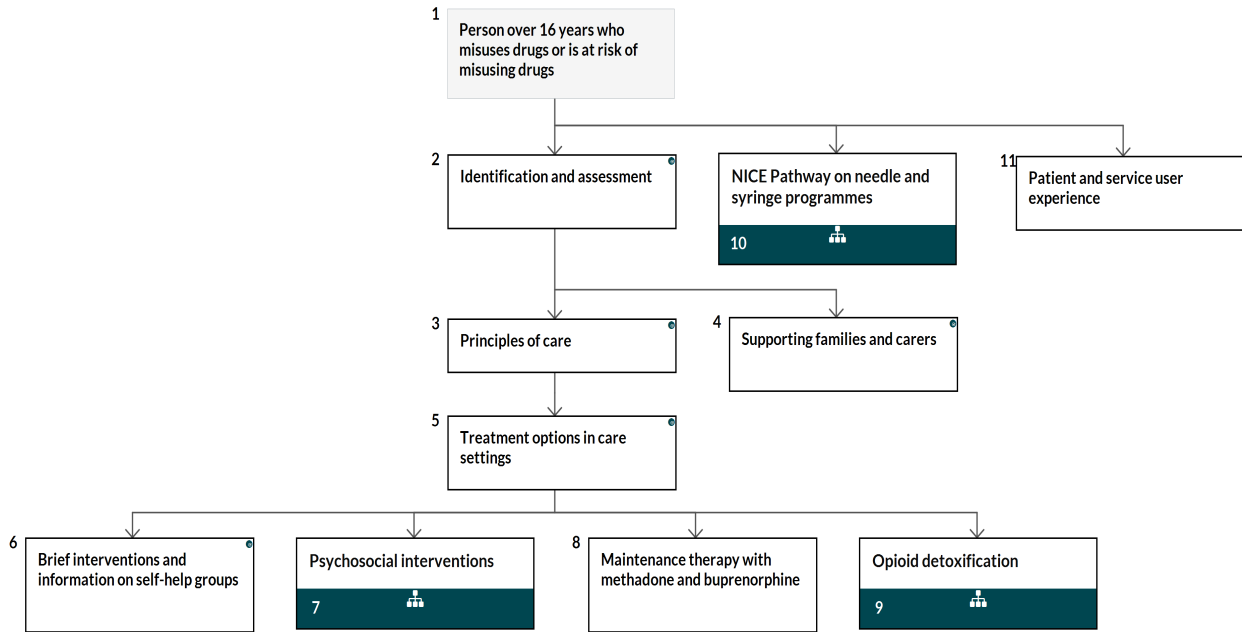 1
Person over 16 years who
misuses drugs or is at risk of
misusing drugs
2
Identification and assessment
NICE Pathway on needle and
syringe programmes
10
11
Patient and service user
experience
3
Principles of care
4
Supporting families and carers
5
Treatment options in care
settings
6
Brief interventions and
information on self-help groups
Psychosocial interventions
7
8
Maintenance therapy with
methadone and buprenorphine
Opioid detoxification
9